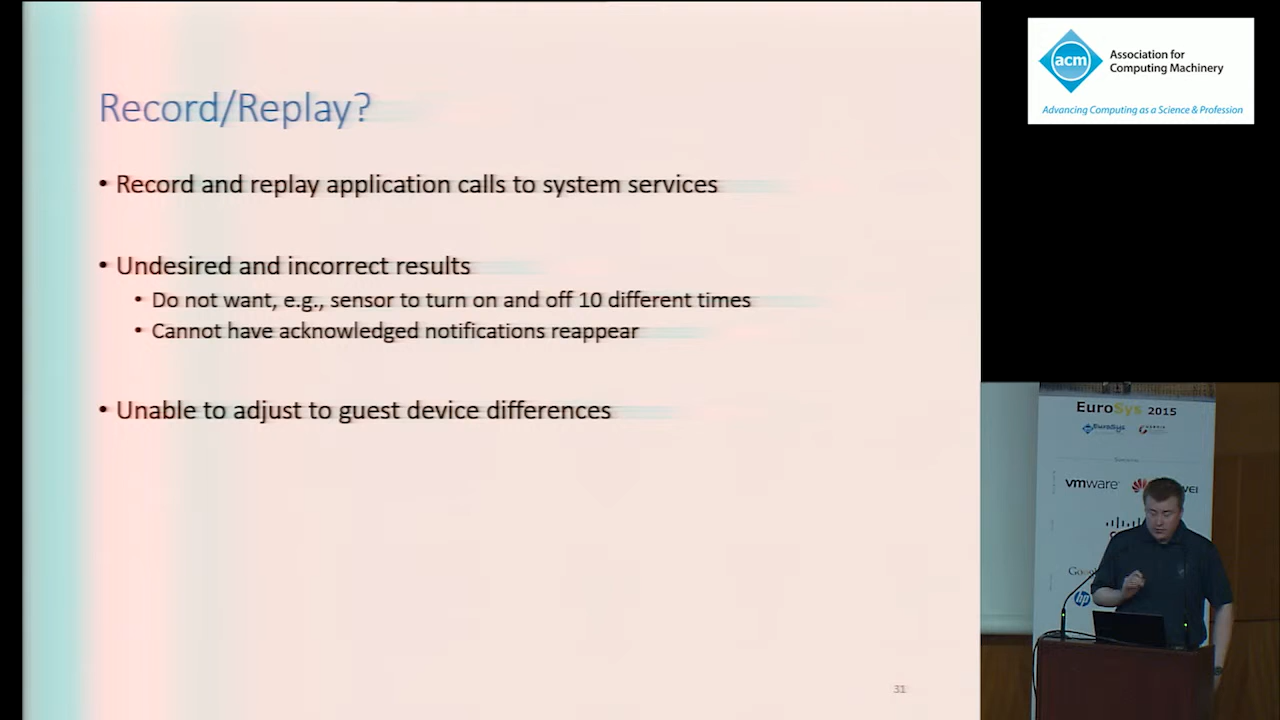 Record/Replay?
• Record and replay application calls to system services
• Undesired and incorrect results
• Do not want, e.g., sensor to turn on and off 10 different times
• Cannot have acknowledged notifications reappear
• Unable to adjust to guest device differences
31
acm
Association for
Computing Machinery
Advancing Computing as a Science & Profession
EuroSys 2015
EuroSys
vmware
hp